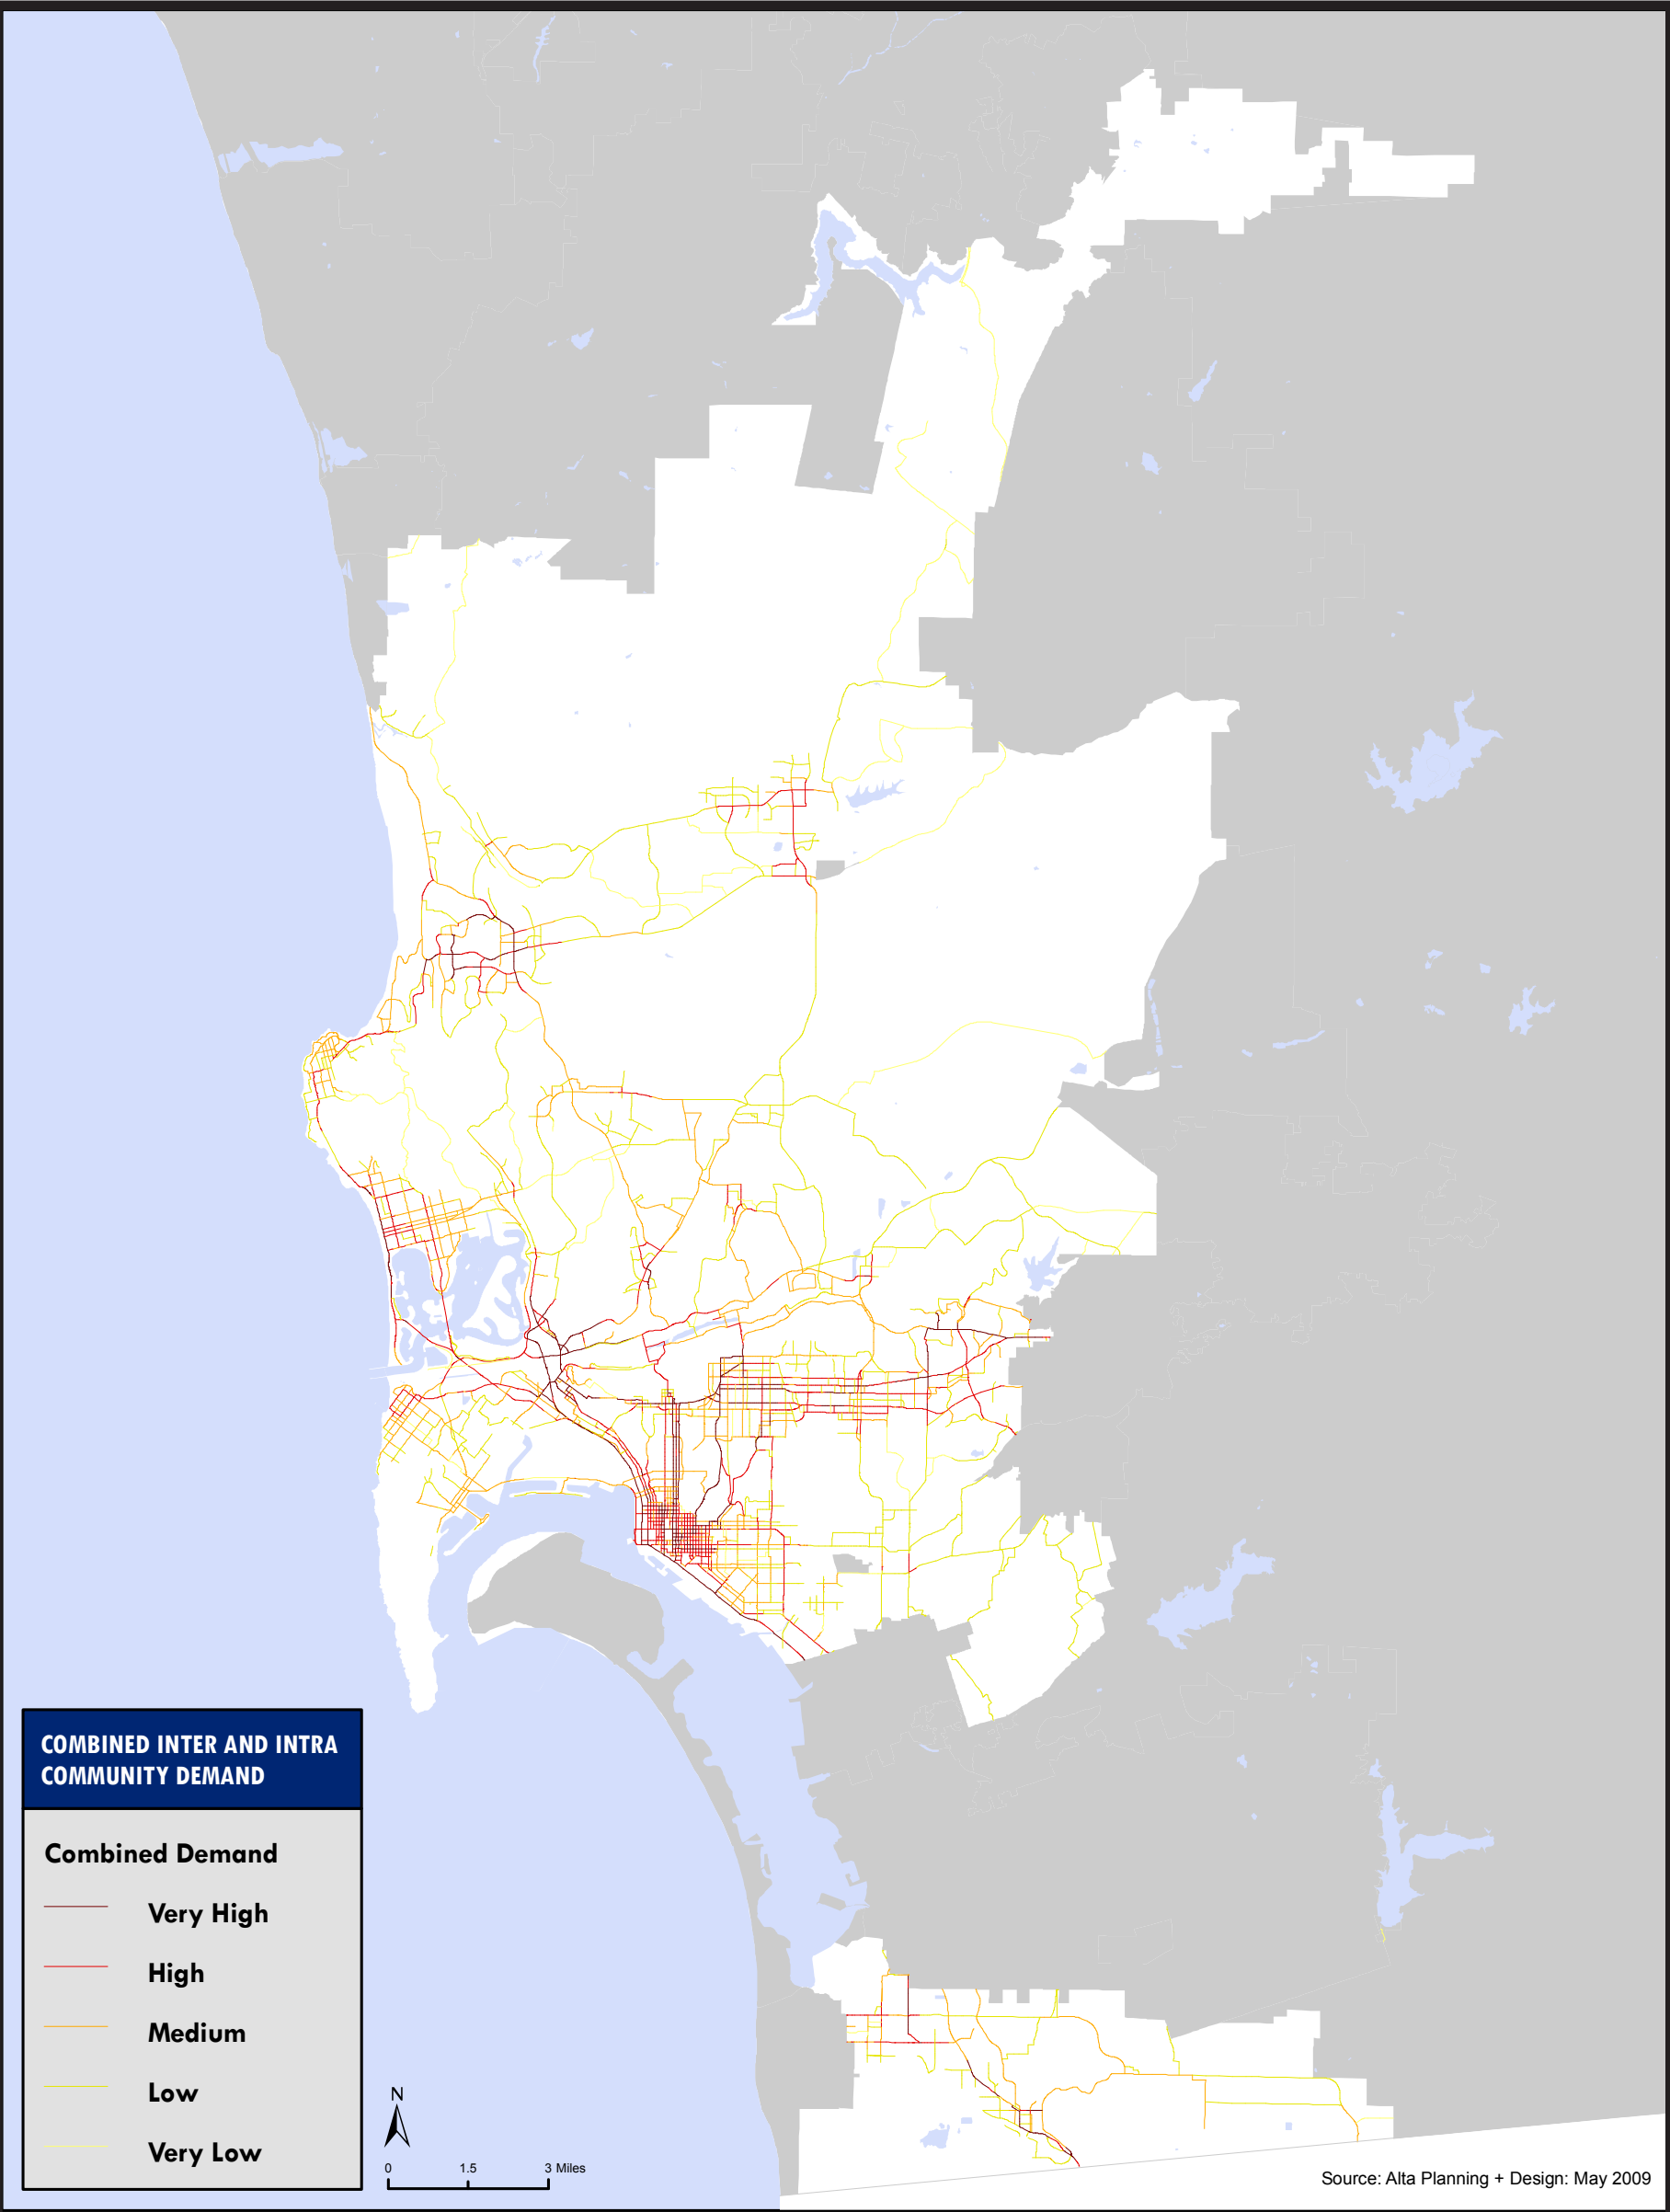 COMBINED INTER AND INTRA
COMMUNITY DEMAND
Combined Demand
Very High
High
Medium
Low
Very Low
N
0 1.5 3 Miles
Source: Alta Planning + Design: May 2009